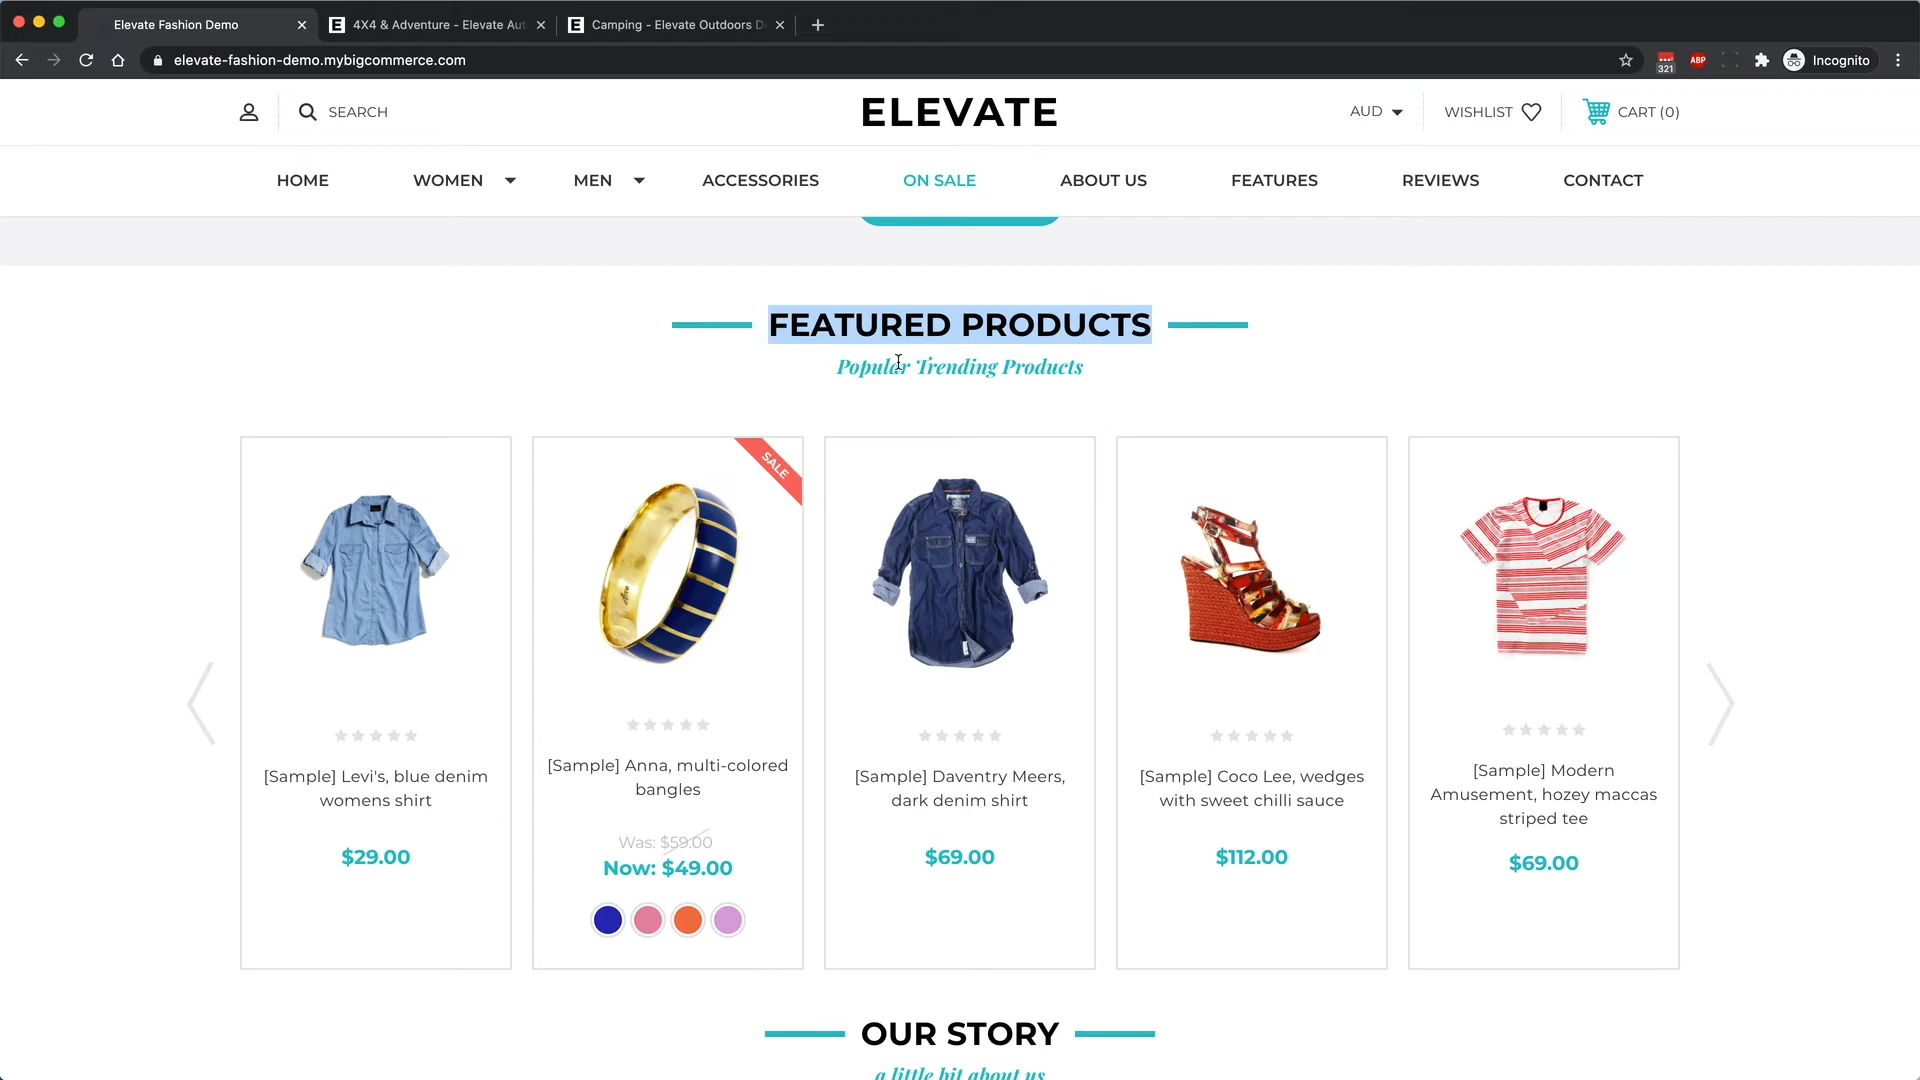 Elevate Fashion Demo
4X4 & Adventure - Elevate Aut
Camping - Elevate Outdoors D
elevate-fashion-demo.mybigcommerce.com
321
ABP
Incognito
SEARCH
ELEVATE
AUD
WISHLIST
CART (0)
HOME
WOMEN
MEN
ACCESSORIES
ON SALE
ABOUT US
FEATURES
REVIEWS
CONTACT
FEATURED PRODUCTS
Popular Trending Products
SALE
[Sample] Levi's, blue denim
womens shirt
$29.00
[Sample] Anna, multi-colored
bangles
Was: $59.00
Now: $49.00
[Sample] Daventry Meers,
dark denim shirt
$69.00
[Sample] Coco Lee, wedges
with sweet chilli sauce
$112.00
[Sample] Modern
Amusement, hozey maccas
striped tee
$69.00
OUR STORY
a little bit about us